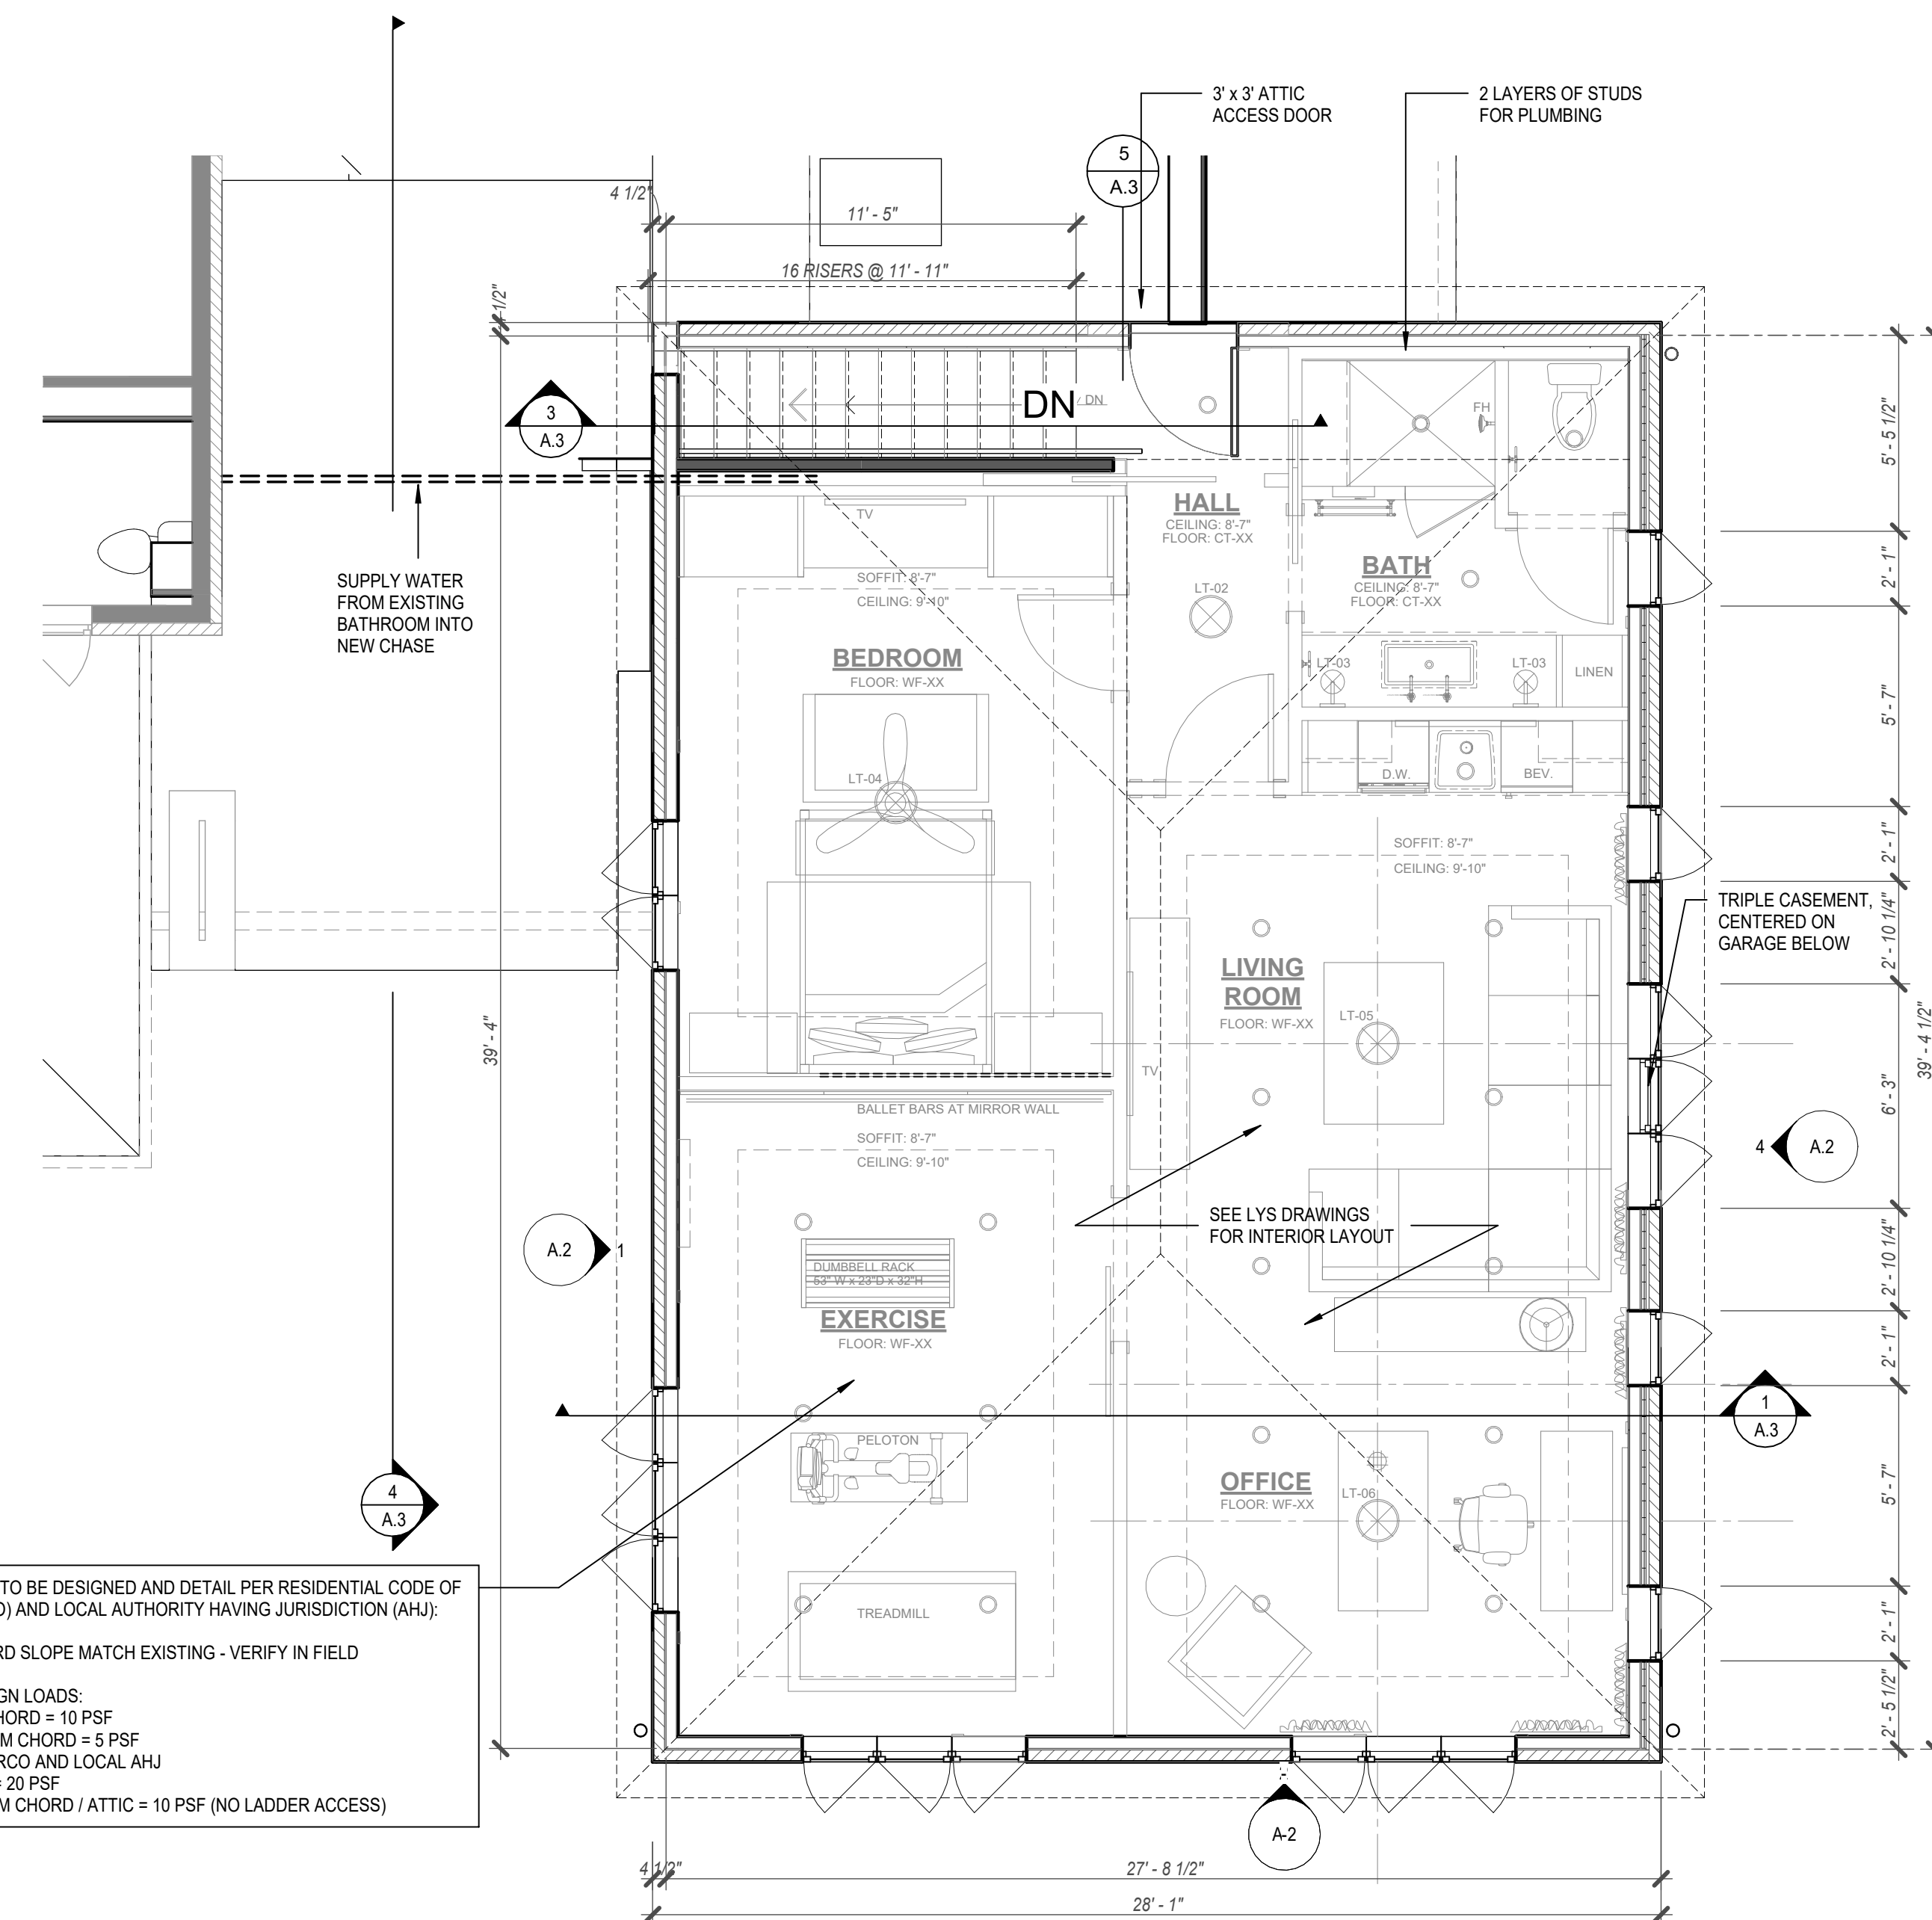 3' x 3' ATTIC
ACCESS DOOR
2 LAYERS OF STUDS
FOR PLUMBING
5
A.3
4 1/2"
11' - 5"
16 RISERS @ 11' - 11"
1/2"
3
A.3
DN
DN
FH
5' - 5 1/2"
TV
HALL
CEILING: 8'-7"
FLOOR: CT-XX
SUPPLY WATER
FROM EXISTING
BATHROOM INTO
NEW CHASE
SOFFIT: 8'-7"
CEILING: 9'-10"
LT-02
BATH
CEILING: 8'-7"
FLOOR: CT-XX
2' - 1"
BEDROOM
FLOOR: WF-XX
LT-03
LT-03
LINEN
5' - 7"
LT-04
D.W.
BEV.
SOFFIT: 8'-7"
CEILING: 9'-10"
2' - 1"
TRIPLE CASEMENT,
CENTERED ON
GARAGE BELOW
2' - 10 1/4"
LIVING
ROOM
FLOOR: WF-XX
LT-05
39' - 4"
39' - 4 1/2"
TV
6' - 3"
BALLET BARS AT MIRROR WALL
SOFFIT: 8'-7"
CEILING: 9'-10"
4
A.2
SEE LYS DRAWINGS
FOR INTERIOR LAYOUT
A.2
1
DUMBBELL RACK
53" W x 23"D x 32"H
2' - 10 1/4"
EXERCISE
FLOOR: WF-XX
2' - 1"
1
A.3
PELOTON
OFFICE
FLOOR: WF-XX
LT-06
5' - 7"
4
A.3
TO BE DESIGNED AND DETAIL PER RESIDENTIAL CODE OF
) AND LOCAL AUTHORITY HAVING JURISDICTION (AHJ):
RD SLOPE MATCH EXISTING - VERIFY IN FIELD
GN LOADS:
HORD = 10 PSF
M CHORD = 5 PSF
RCO AND LOCAL AHJ
= 20 PSF
M CHORD / ATTIC = 10 PSF (NO LADDER ACCESS)
TREADMILL
2' - 1"
2' - 5 1/2"
A-2
4 1/2"
27' - 8 1/2"
28' - 1"